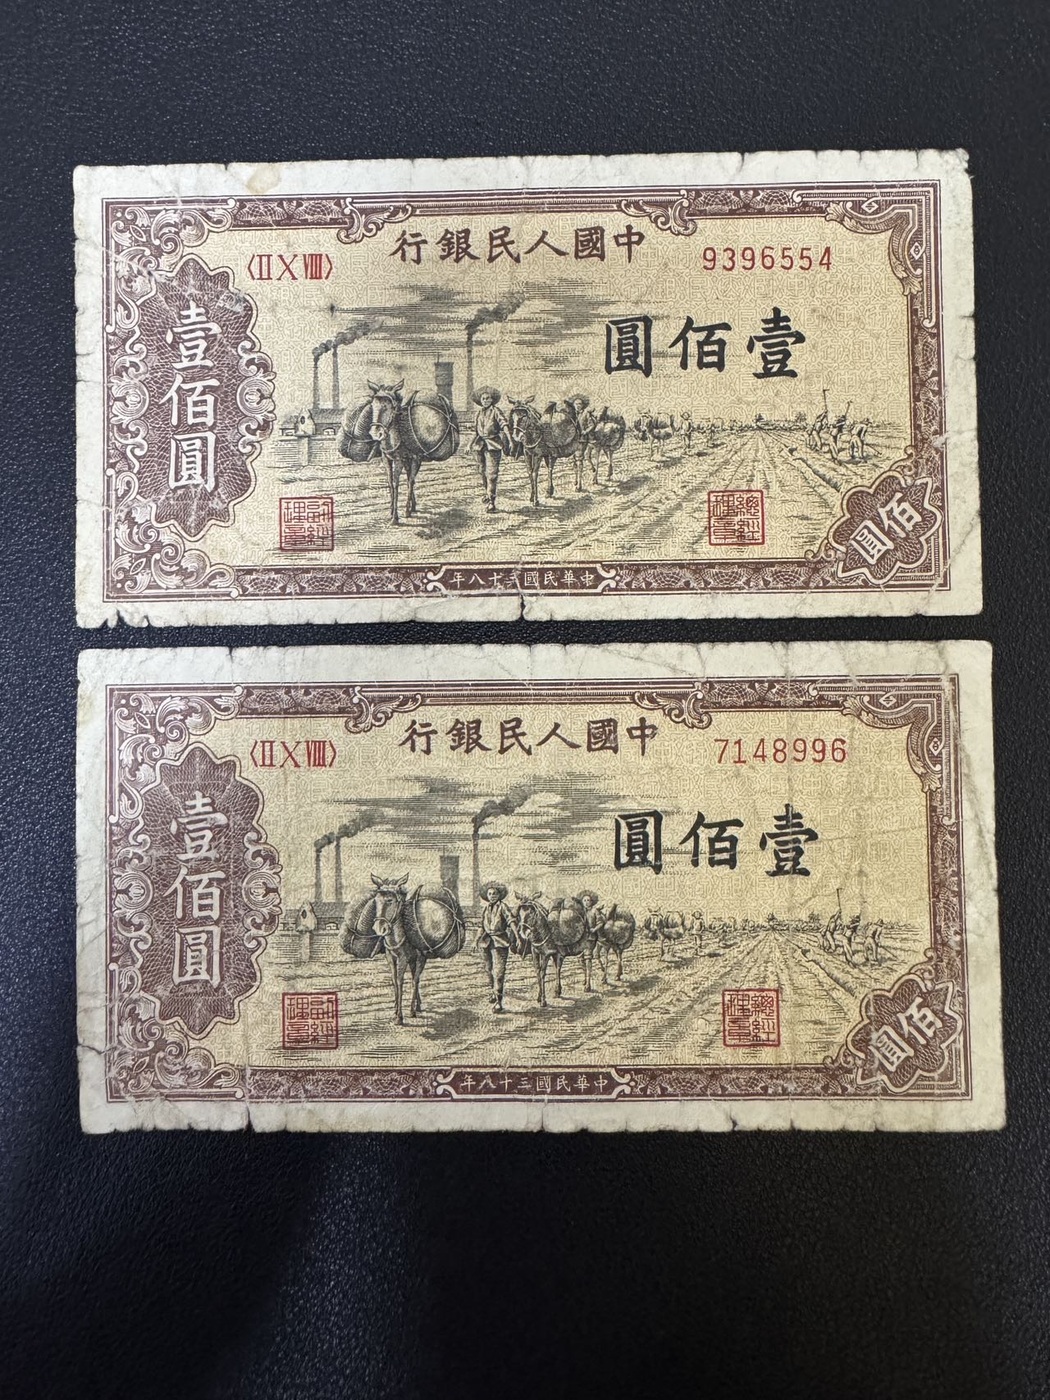 中國人民銀行
〈ⅡⅩⅧ〉
9396554
壹佰圓
壹佰圓
佰圓
中華民國三十八年
中國人民銀行
〈ⅡⅩⅧ〉
7148996
壹佰圓
壹佰圓
佰圓
中華民國三十八年